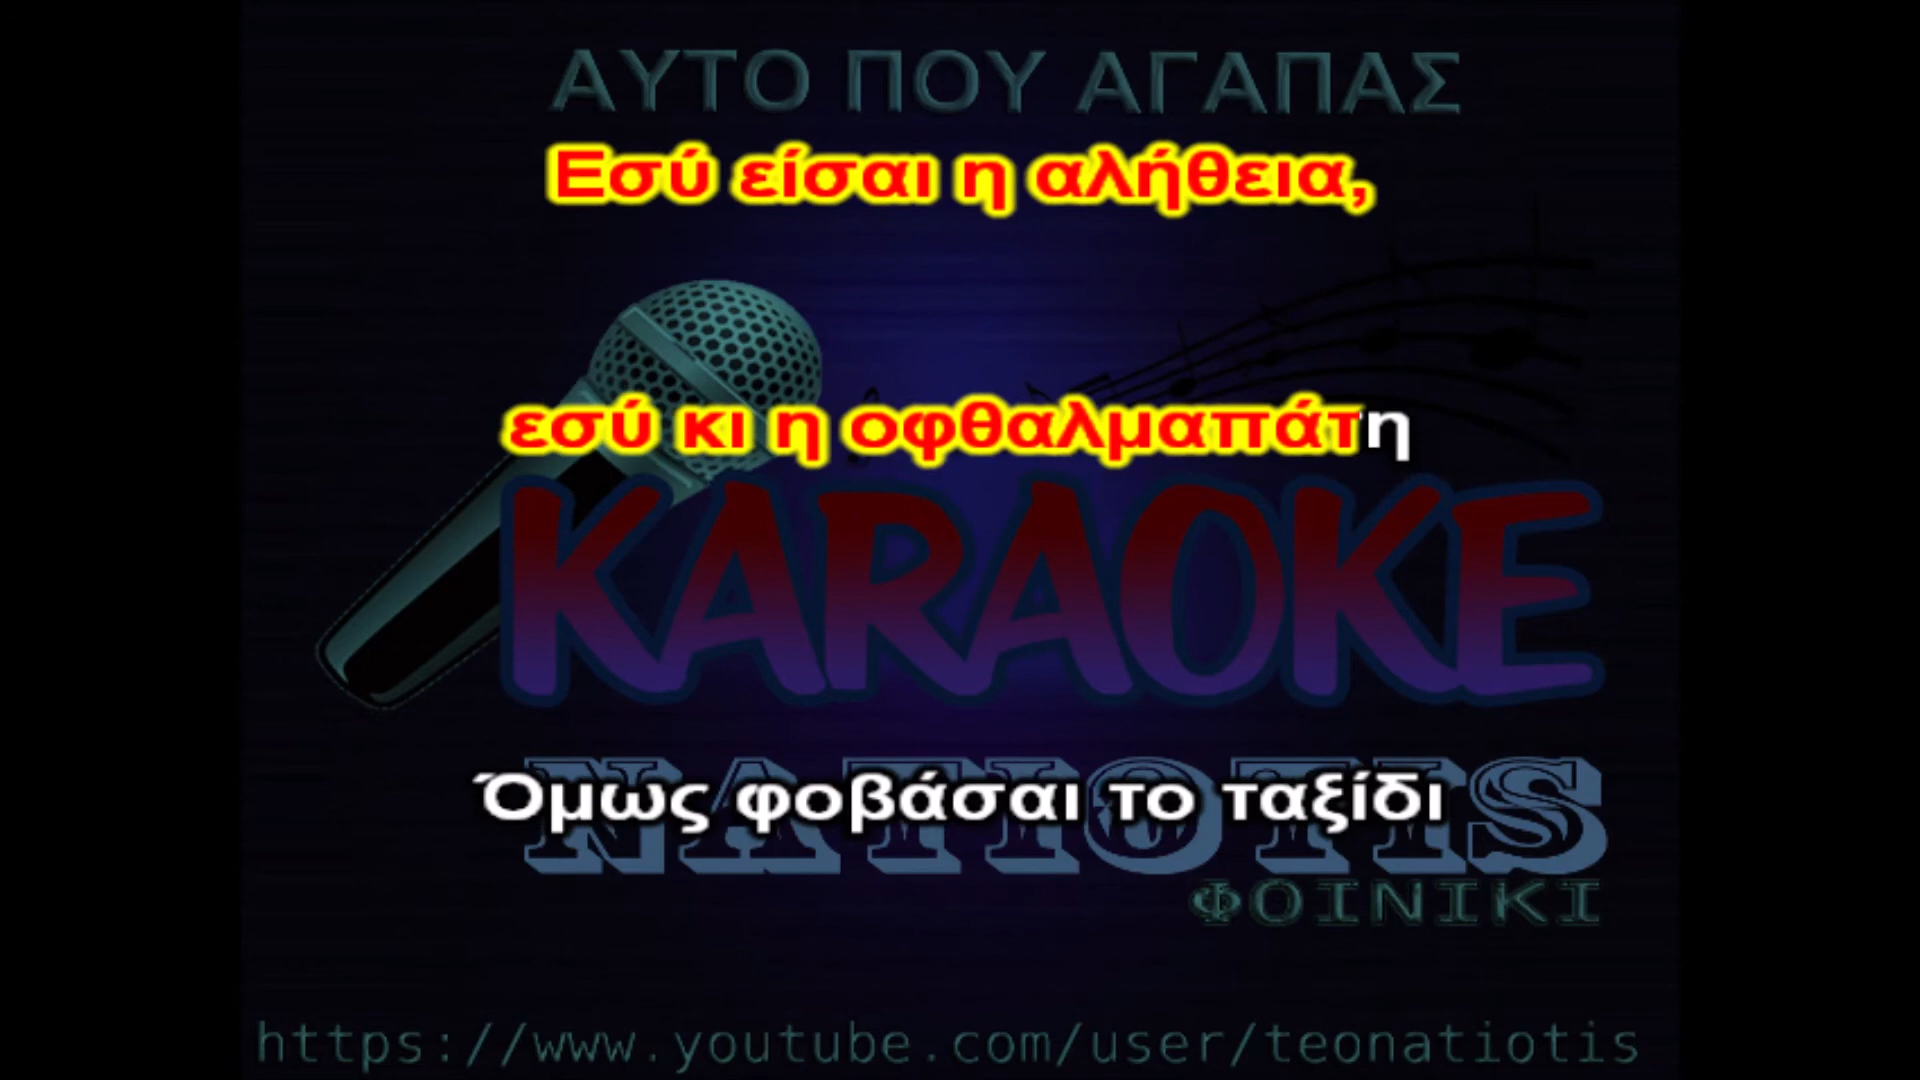 ΑΥΤΟ ΠΟΥ ΑΓΑΠΑΣ
Εσύ είσαι η αλήθεια,
εσύ κι η οφθαλμαπάτη
KARAOKE
Όμως φοβάσαι το ταξίδι
NATIOTIS
ΦΟΙΝΙΚΙ
https://www.youtube.com/user/teonatiotis